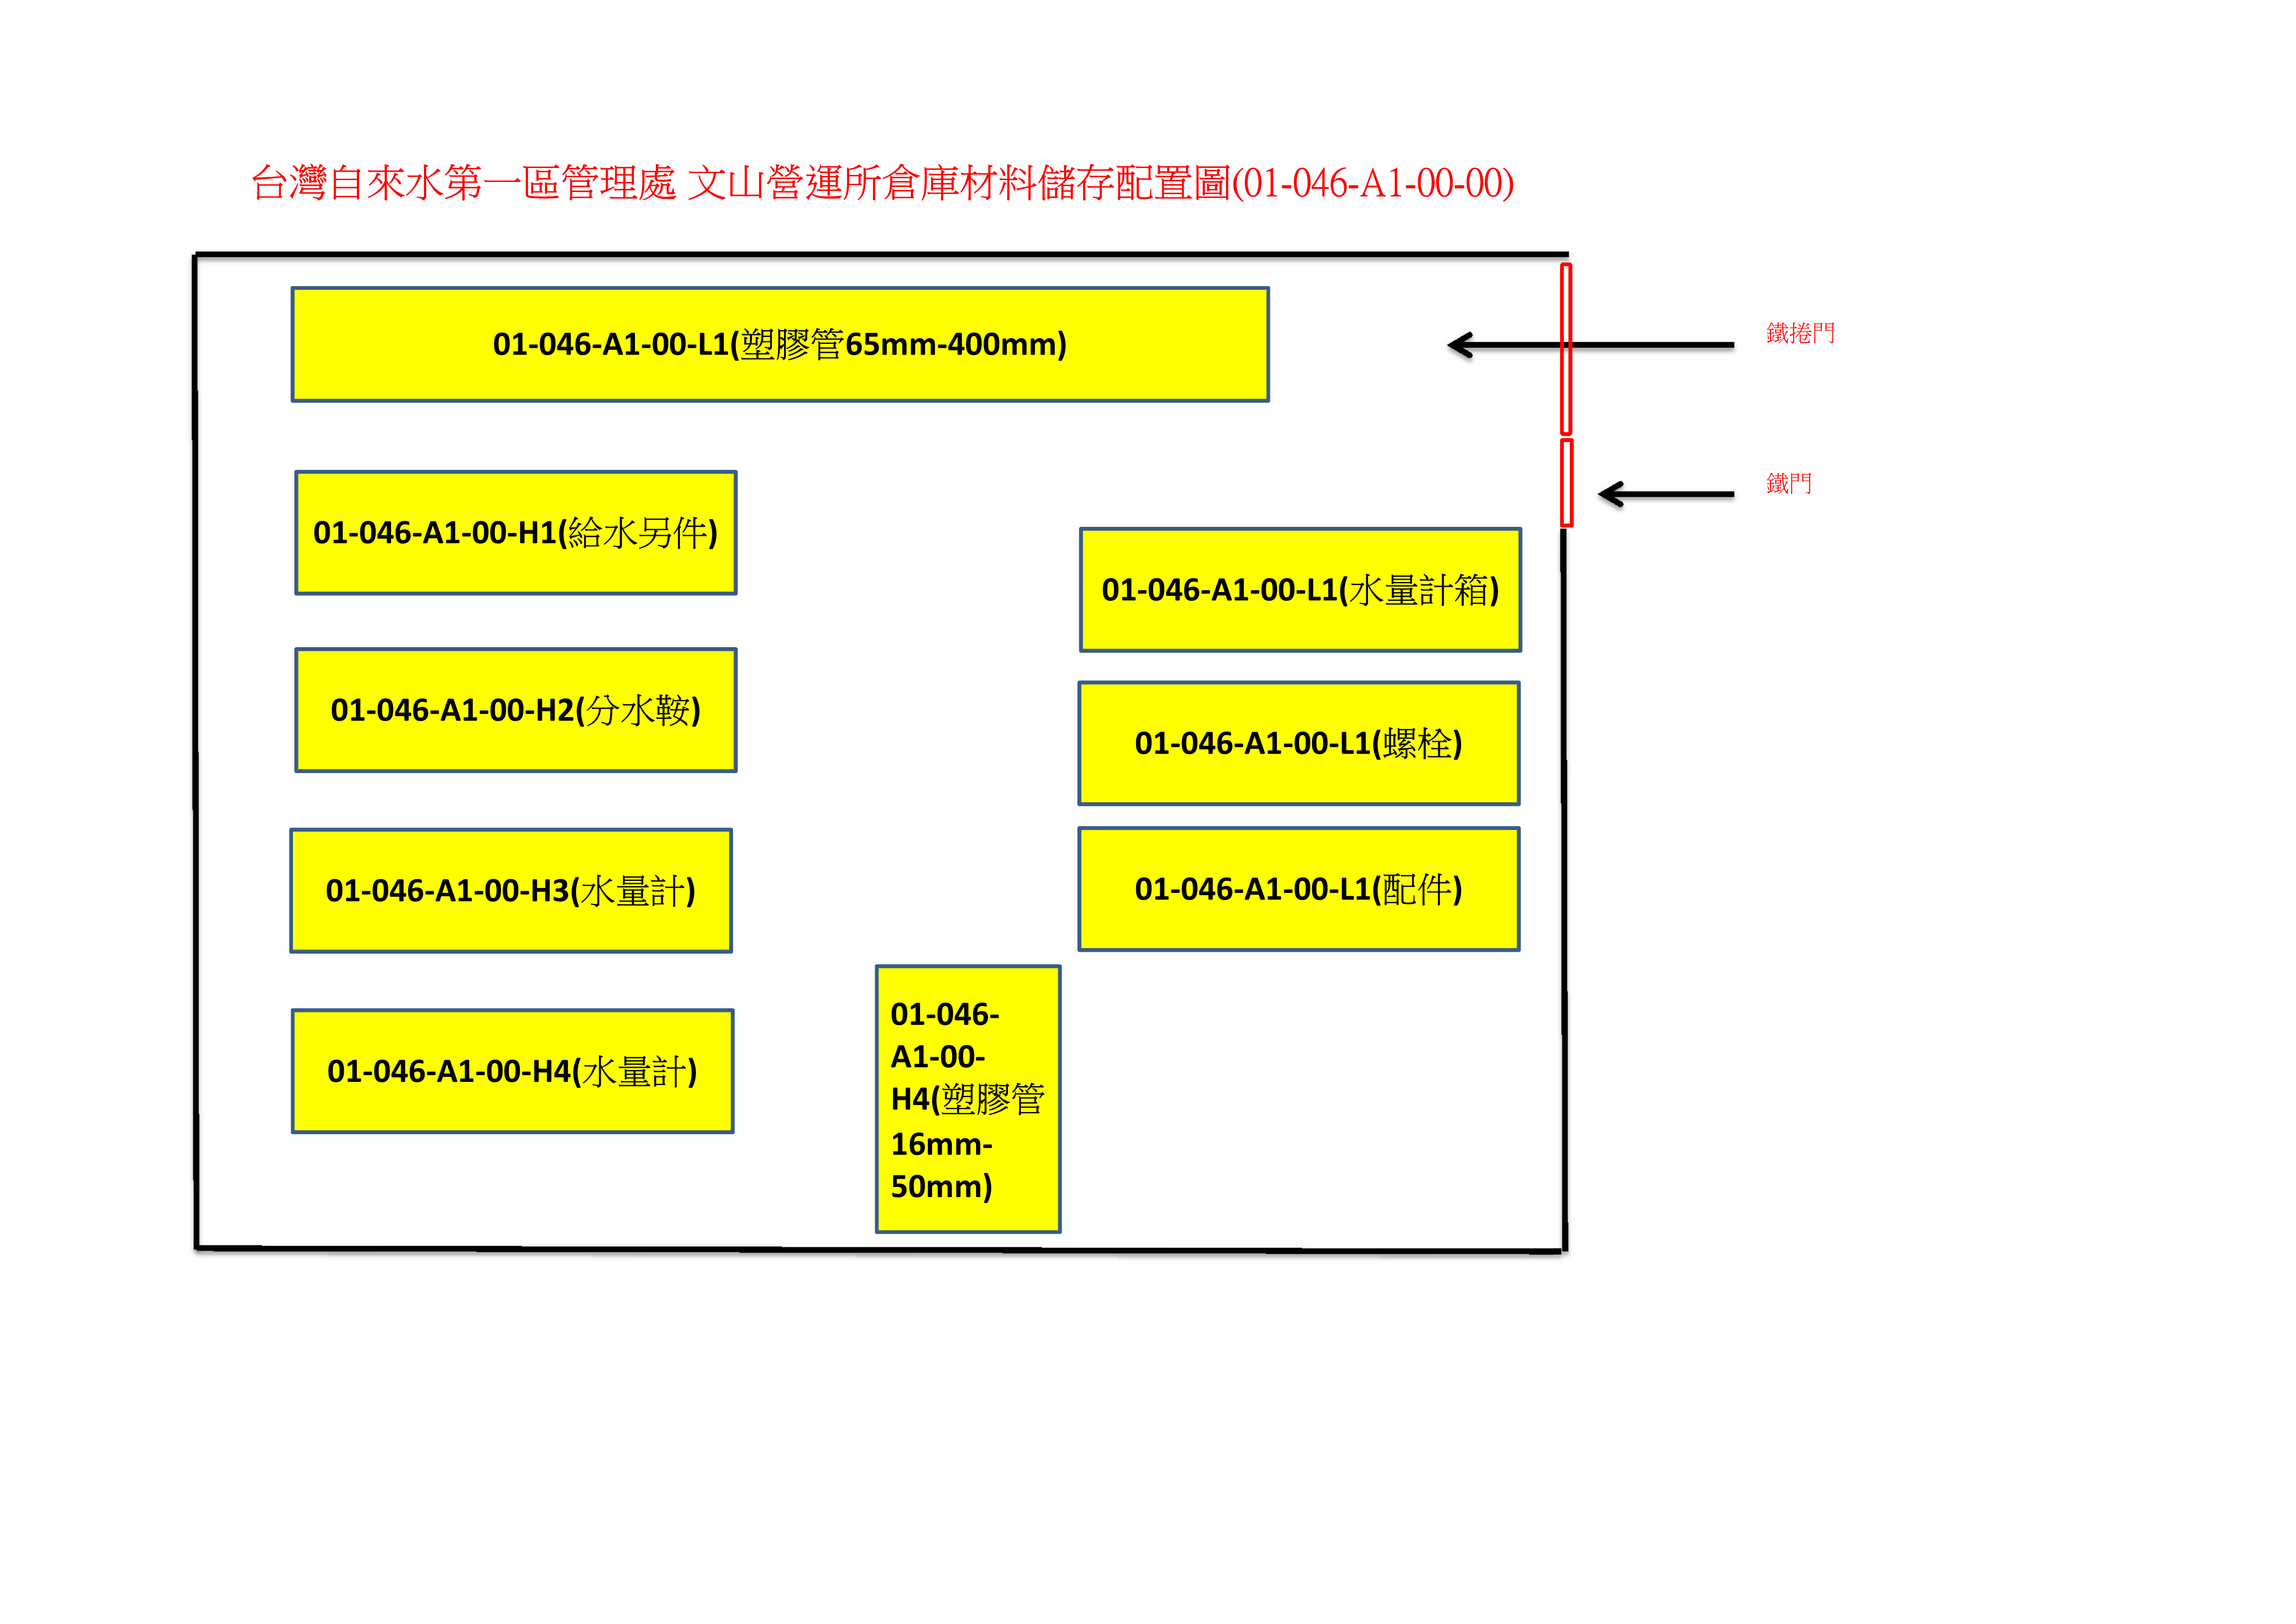 台灣自來水第一區管理處 文山營運所倉庫材料儲存配置圖(01-046-A1-00-00)
01-046-A1-00-L1(塑膠管65mm-400mm)
鐵捲門
鐵門
01-046-A1-00-H1(給水另件)
01-046-A1-00-L1(水量計箱)
01-046-A1-00-H2(分水鞍)
01-046-A1-00-L1(螺栓)
01-046-A1-00-H3(水量計)
01-046-A1-00-L1(配件)
01-046-A1-00-H4(水量計)
01-046-
A1-00-
H4(塑膠管
16mm-
50mm)